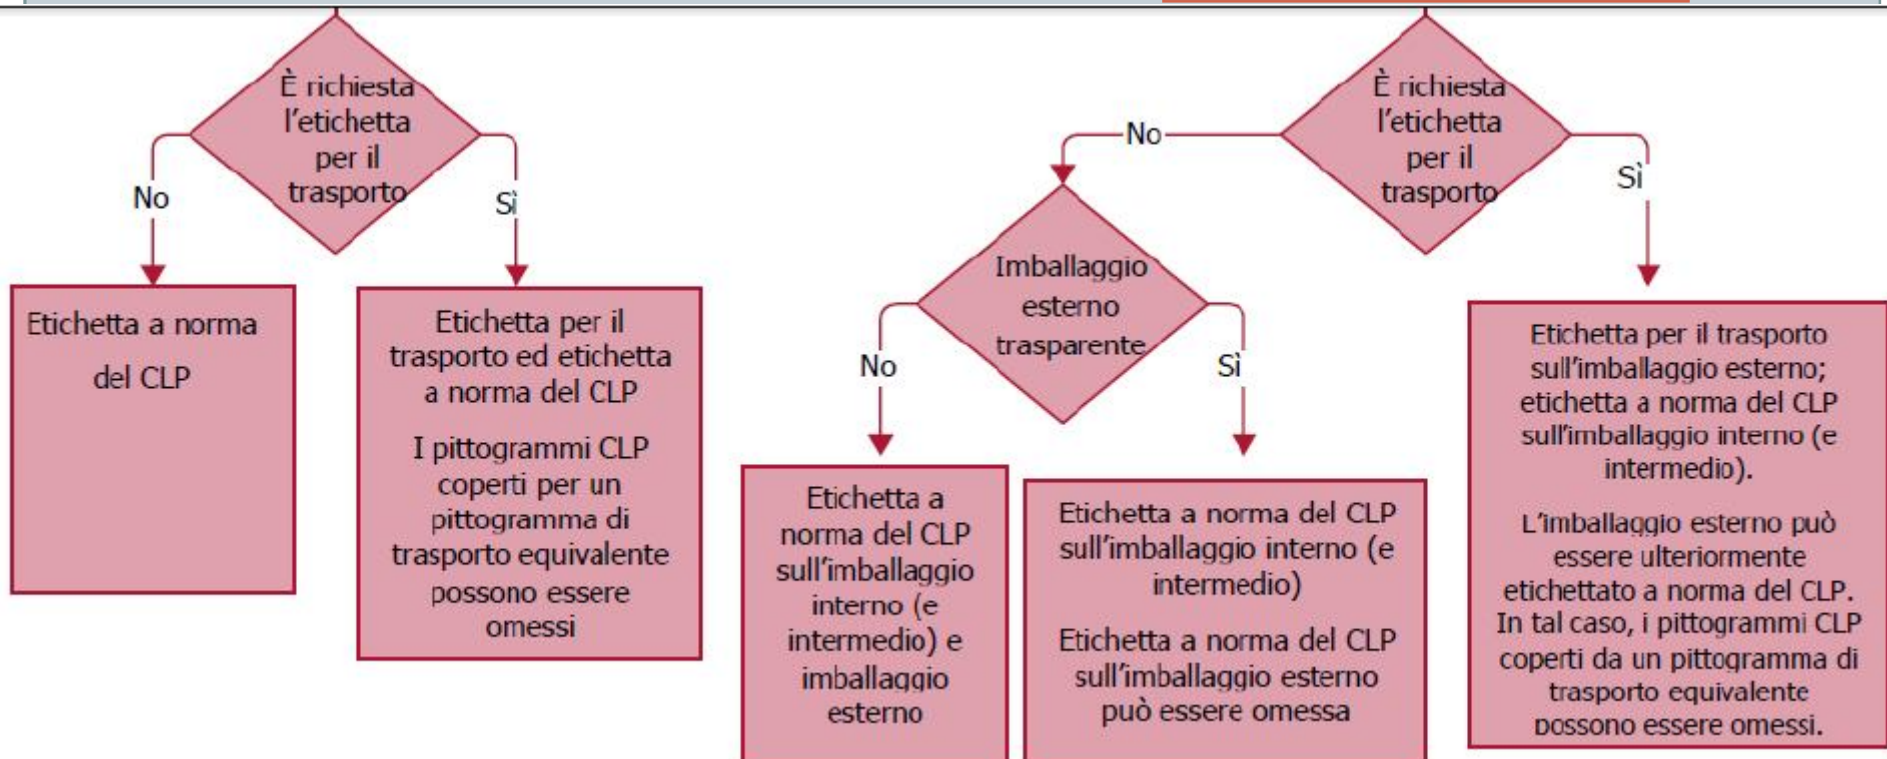 È richiesta
l'etichetta
per il
trasporto
No
Sì
Etichetta a norma
del CLP
Etichetta per il
trasporto ed etichetta
a norma del CLP
I pittogrammi CLP
coperti per un
pittogramma di
trasporto equivalente
possono essere
omessi
È richiesta
l'etichetta
per il
trasporto
No
Sì
Imballaggio
esterno
trasparente
No
Sì
Etichetta a
norma del CLP
sull'imballaggio
interno (e
intermedio) e
imballaggio
esterno
Etichetta a norma del CLP
sull'imballaggio interno (e
intermedio)
Etichetta a norma del CLP
sull'imballaggio esterno
può essere omessa
Etichetta per il trasporto
sull'imballaggio esterno;
etichetta a norma del CLP
sull'imballaggio interno (e
intermedio).
L'imballaggio esterno può
essere ulteriormente
etichettato a norma del CLP.
In tal caso, i pittogrammi CLP
coperti da un pittogramma di
trasporto equivalente
possono essere omessi.